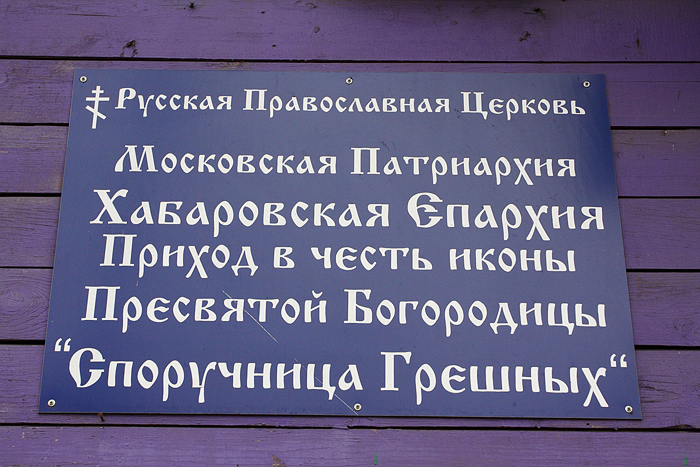 Русская Православная Церковь
Московская Патриархия
Хабаровская Епархия
Приход в честь иконы
Пресвятой Богородицы
“Споручница Грешных“